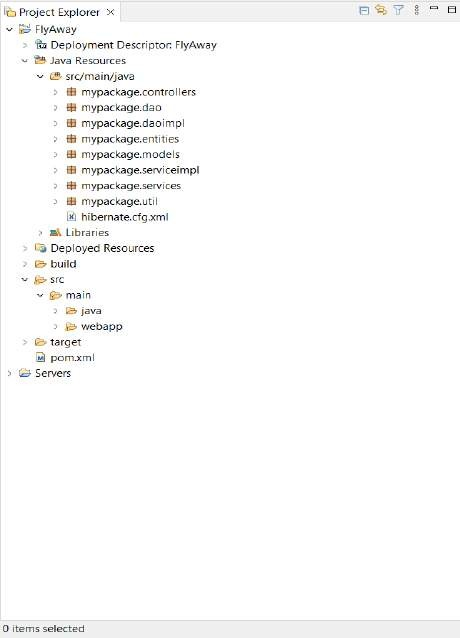 Project Explorer
FlyAway
Deployment Descriptor: FlyAway
Java Resources
src/main/java
mypackage.controllers
mypackage.dao
mypackage.daoimpl
mypackage.entities
mypackage.models
mypackage.serviceimpl
mypackage.services
mypackage.util
hibernate.cfg.xml
Libraries
Deployed Resources
build
src
main
java
webapp
target
pom.xml
Servers
0 items selected